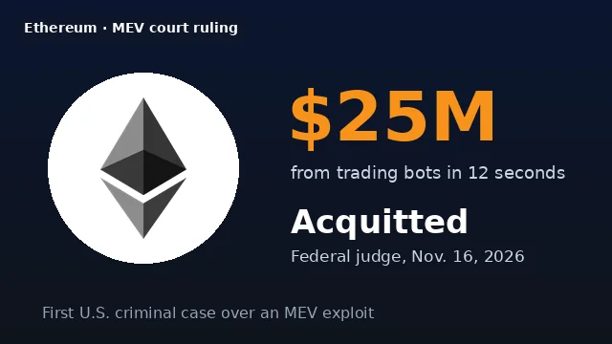 Ethereum · MEV court ruling
$25M
from trading bots in 12 seconds
Acquitted
Federal judge, Nov. 16, 2026
First U.S. criminal case over an MEV exploit